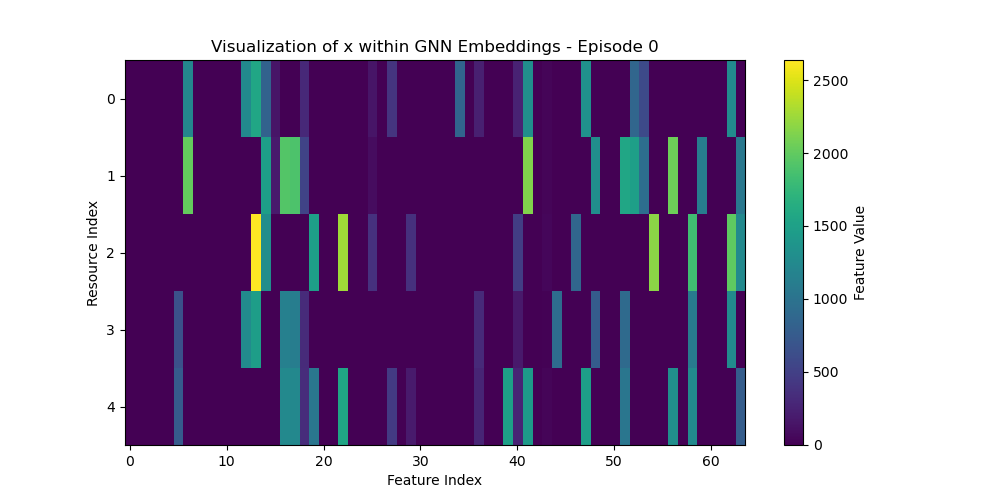 Visualization of x within GNN Embeddings - Episode 0
Resource Index
0
1
2
3
4
0 10 20 30 40 50 60
Feature Index
2500
2000
1500
1000
500
0
Feature Value